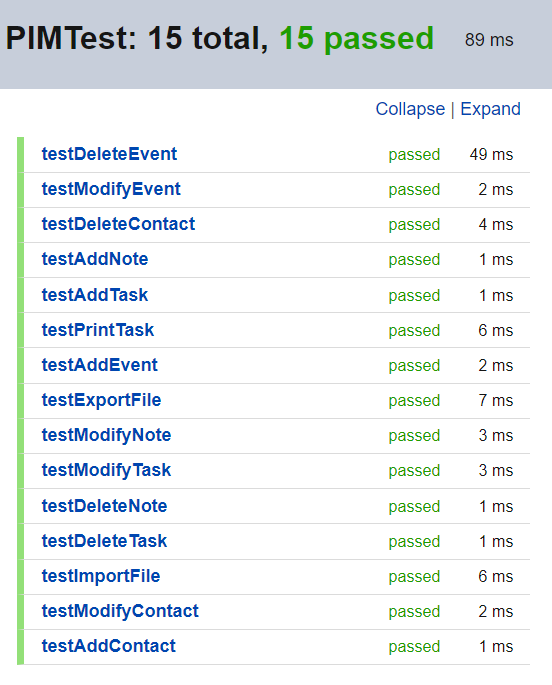 PIMTest: 15 total, 15 passed 89 ms
Collapse | Expand
testDeleteEvent passed 49 ms
testModifyEvent passed 2 ms
testDeleteContact passed 4 ms
testAddNote passed 1 ms
testAddTask passed 1 ms
testPrintTask passed 6 ms
testAddEvent passed 2 ms
testExportFile passed 7 ms
testModifyNote passed 3 ms
testModifyTask passed 3 ms
testDeleteNote passed 1 ms
testDeleteTask passed 1 ms
testImportFile passed 6 ms
testModifyContact passed 2 ms
testAddContact passed 1 ms